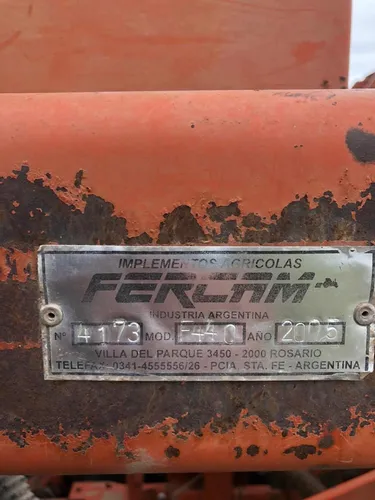 IMPLEMENTOS AGRICOLAS
FERCAM
INDUSTRIA ARGENTINA
Nº 4173 MOD. F440 AÑO 2005
VILLA DEL PARQUE 3450 - 2000 ROSARIO
TELEFAX 0341-4555556/26 - PCIA. STA. FE - ARGENTINA